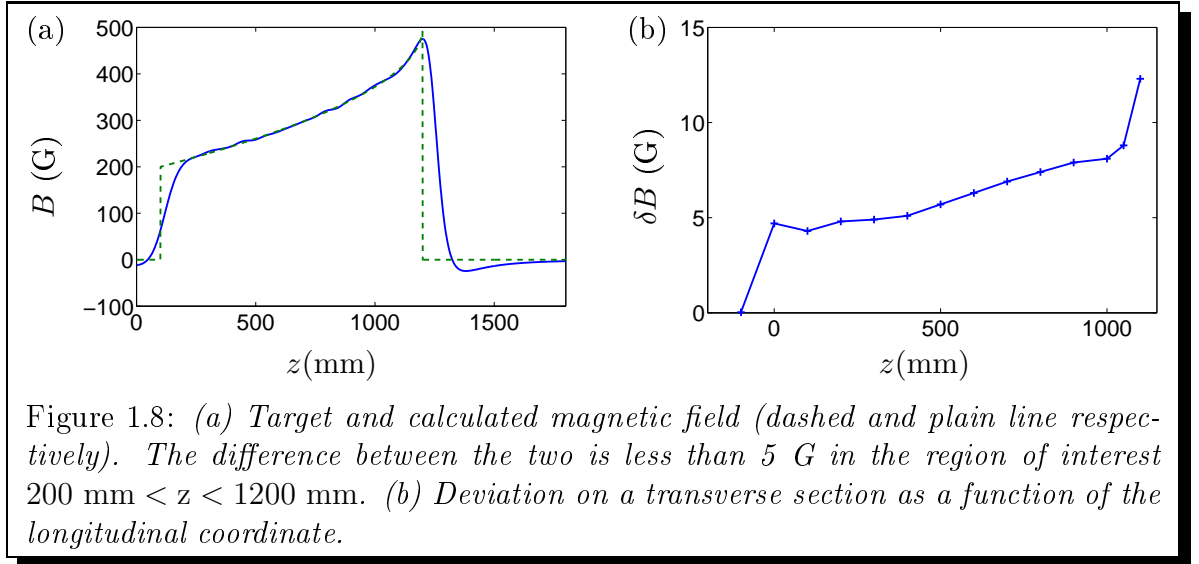 (a)
500
400
300
200
100
0
−100
B (G)
0 500 1000 1500
z(mm)
(b)
15
10
5
0
δB (G)
0 500 1000
z(mm)
Figure 1.8: (a) Target and calculated magnetic field (dashed and plain line respec-
tively). The difference between the two is less than 5 G in the region of interest
200 mm < z < 1200 mm. (b) Deviation on a transverse section as a function of the
longitudinal coordinate.